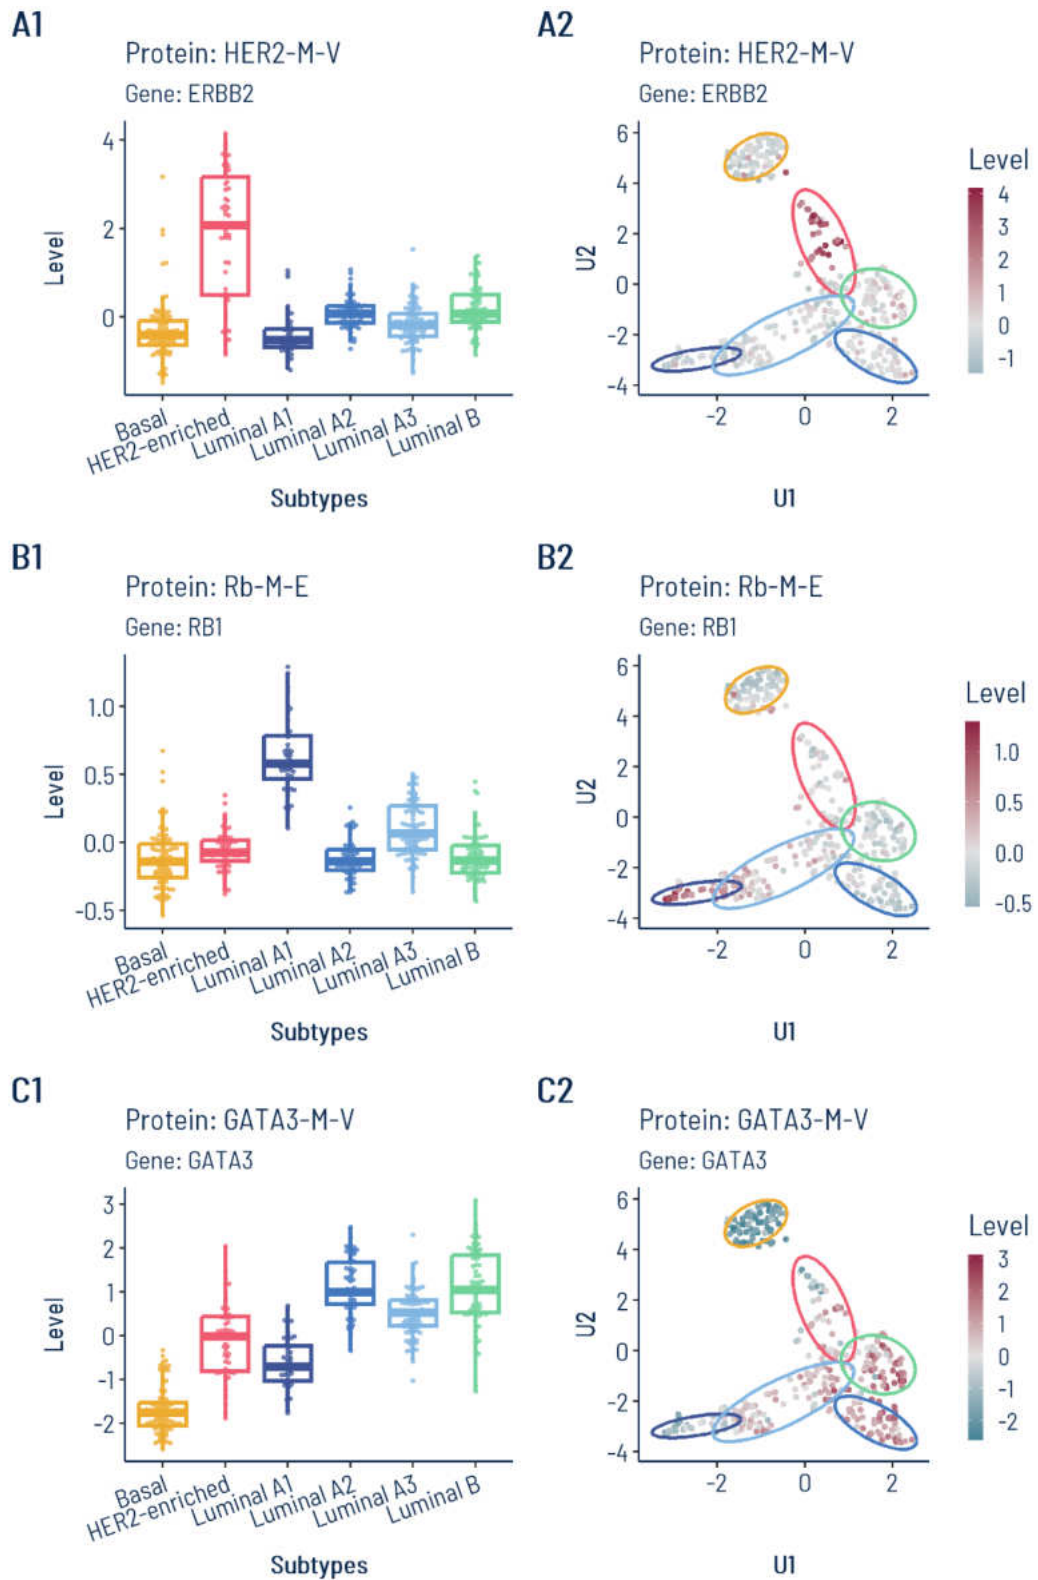 A1
Protein: HER2-M-V
Gene: ERBB2
4
2
0
Level
Basal
HER2-enriched
Luminal A1
Luminal A2
Luminal A3
Luminal B
Subtypes
A2
Protein: HER2-M-V
Gene: ERBB2
6
4
2
0
-2
-4
U2
-2
0
2
U1
Level
4
3
2
1
0
-1
B1
Protein: Rb-M-E
Gene: RB1
1.0
0.5
0.0
-0.5
Level
Basal
HER2-enriched
Luminal A1
Luminal A2
Luminal A3
Luminal B
Subtypes
B2
Protein: Rb-M-E
Gene: RB1
6
4
2
0
-2
-4
U2
-2
0
2
U1
Level
1.0
0.5
0.0
-0.5
C1
Protein: GATA3-M-V
Gene: GATA3
3
2
1
0
-1
-2
Level
Basal
HER2-enriched
Luminal A1
Luminal A2
Luminal A3
Luminal B
Subtypes
C2
Protein: GATA3-M-V
Gene: GATA3
6
4
2
0
-2
-4
U2
-2
0
2
U1
Level
3
2
1
0
-1
-2